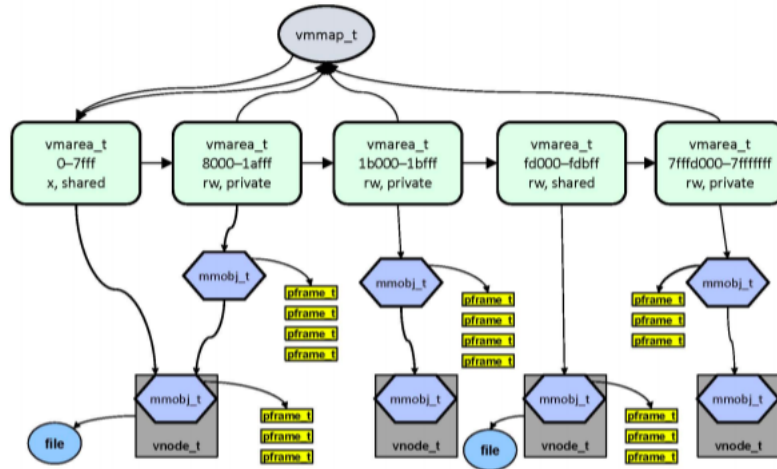 vmmap_t
vmarea_t
0–7fff
x, shared
vmarea_t
8000–1afff
rw, private
vmarea_t
1b000–1bfff
rw, private
vmarea_t
fd000–fdbff
rw, shared
vmarea_t
7fffd000–7fffffff
rw, private
mmobj_t
pframe_t
pframe_t
pframe_t
pframe_t
mmobj_t
pframe_t
pframe_t
pframe_t
pframe_t
mmobj_t
pframe_t
pframe_t
pframe_t
mmobj_t
vnode_t
file
pframe_t
pframe_t
pframe_t
mmobj_t
vnode_t
mmobj_t
vnode_t
file
pframe_t
pframe_t
pframe_t
mmobj_t
vnode_t